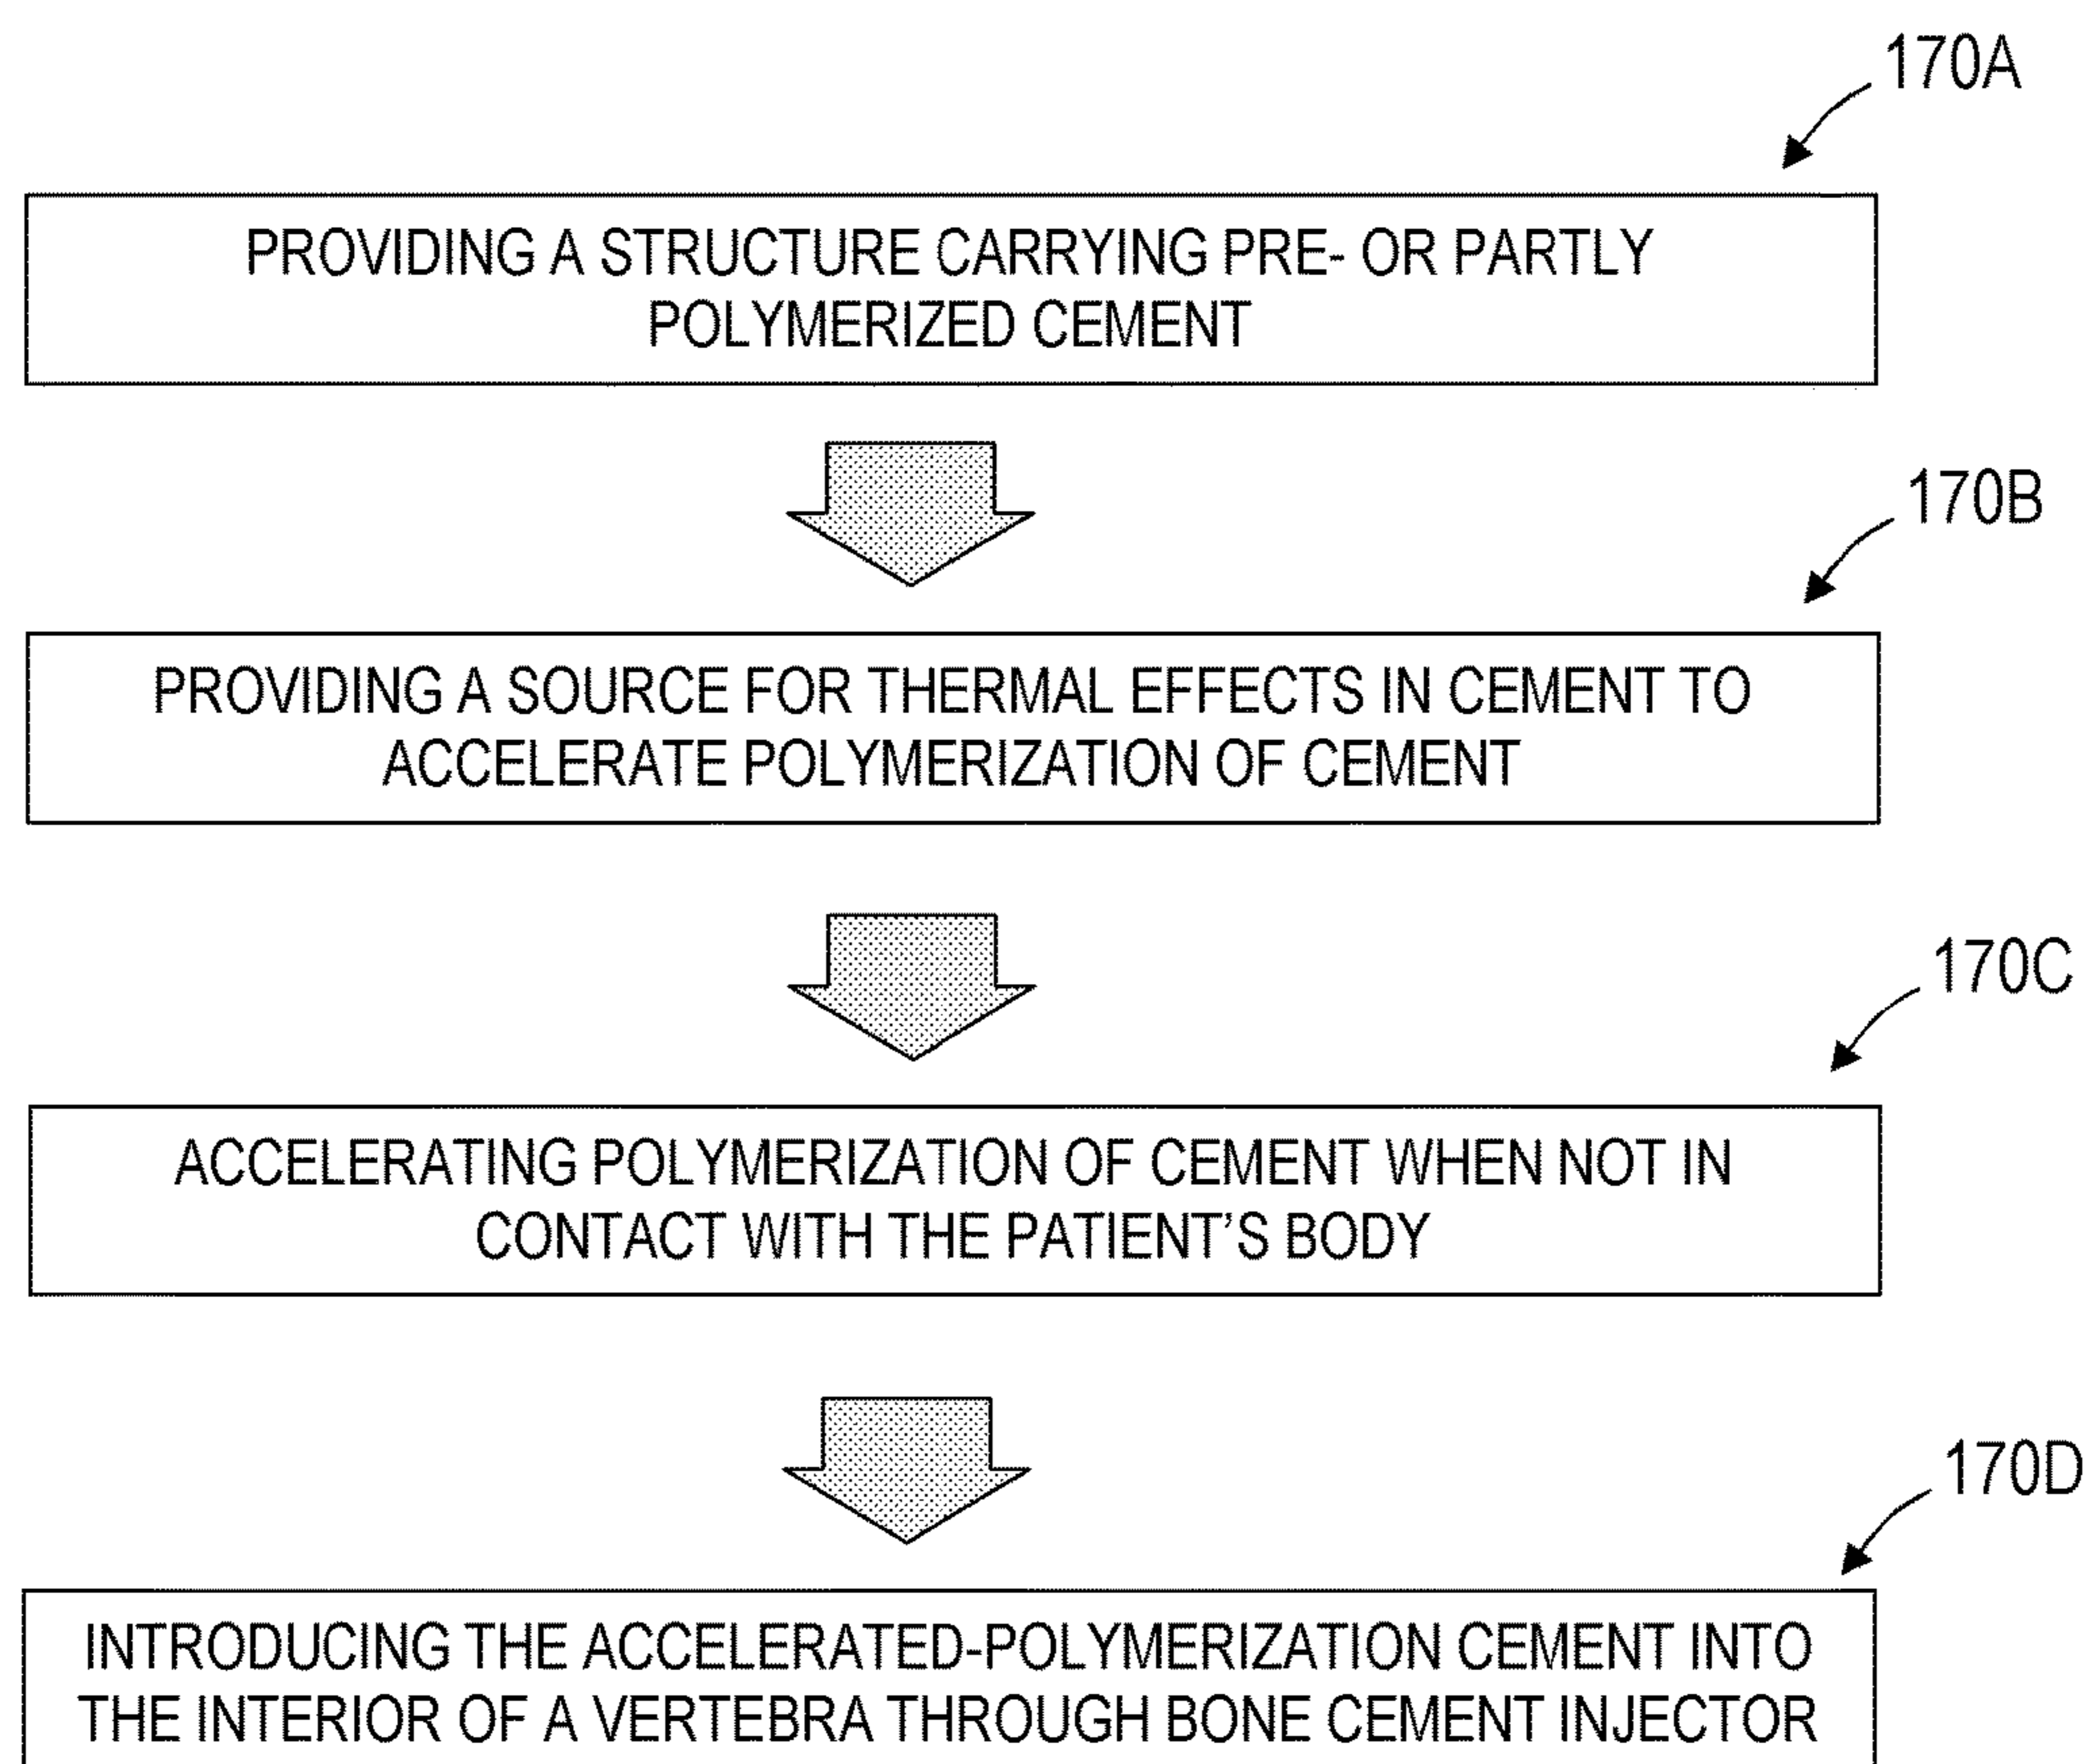 170A
PROVIDING A STRUCTURE CARRYING PRE- OR PARTLY
POLYMERIZED CEMENT
170B
PROVIDING A SOURCE FOR THERMAL EFFECTS IN CEMENT TO
ACCELERATE POLYMERIZATION OF CEMENT
170C
ACCELERATING POLYMERIZATION OF CEMENT WHEN NOT IN
CONTACT WITH THE PATIENT'S BODY
170D
INTRODUCING THE ACCELERATED-POLYMERIZATION CEMENT INTO
THE INTERIOR OF A VERTEBRA THROUGH BONE CEMENT INJECTOR